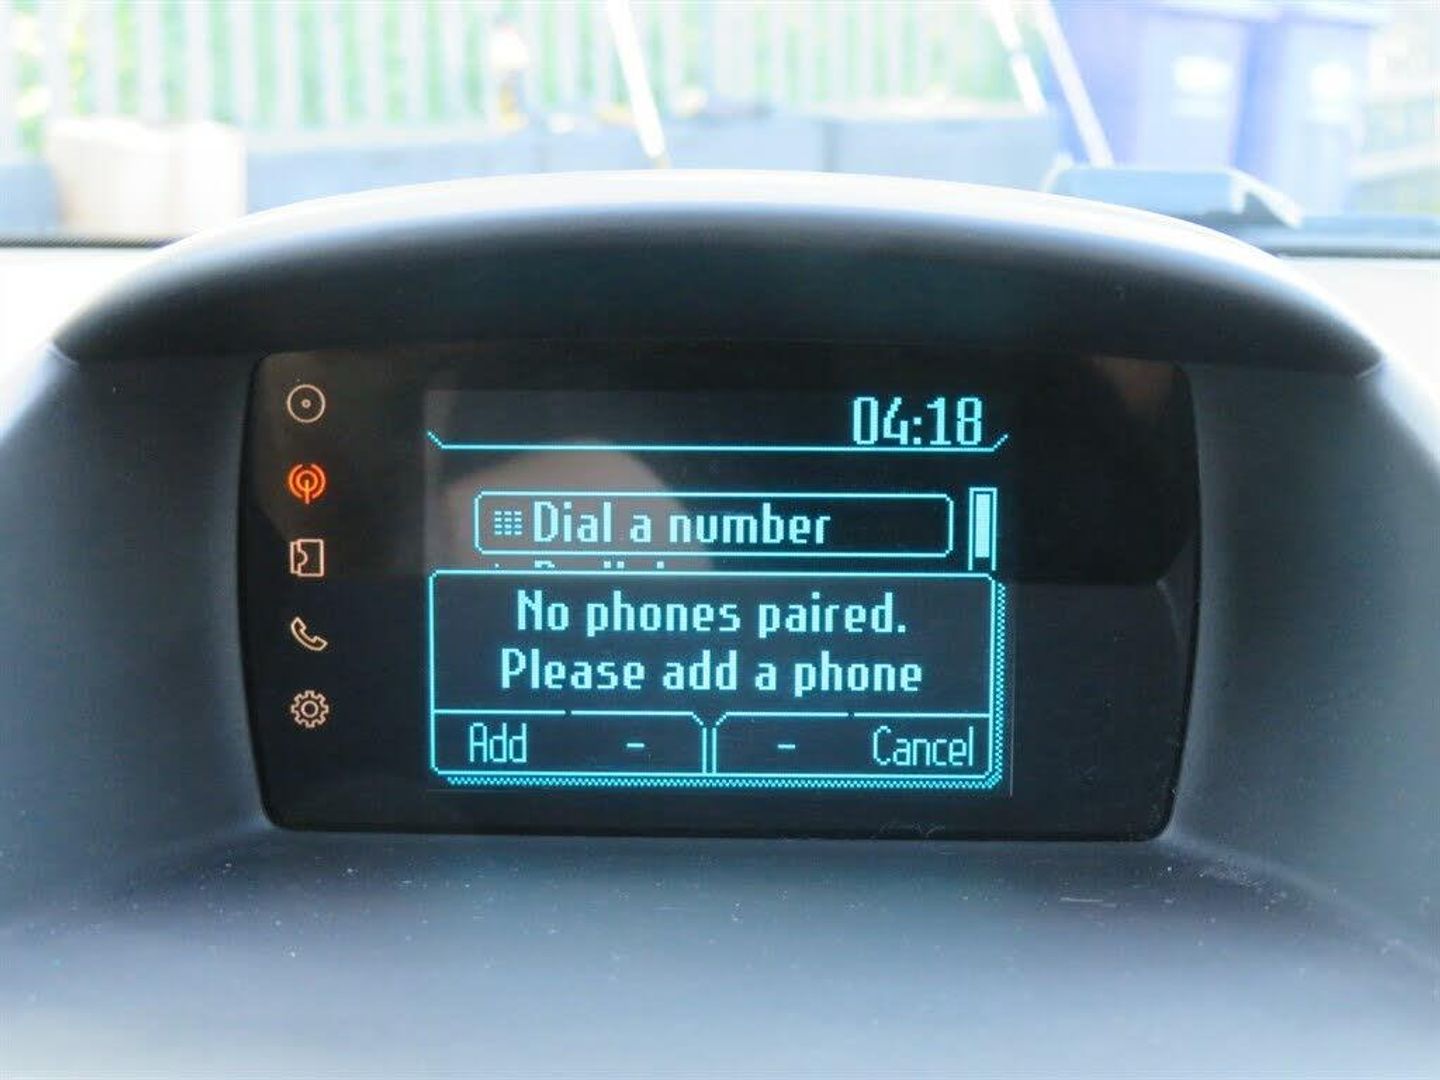 04:18
Dial a number
No phones paired.
Please add a phone
Add - - Cancel